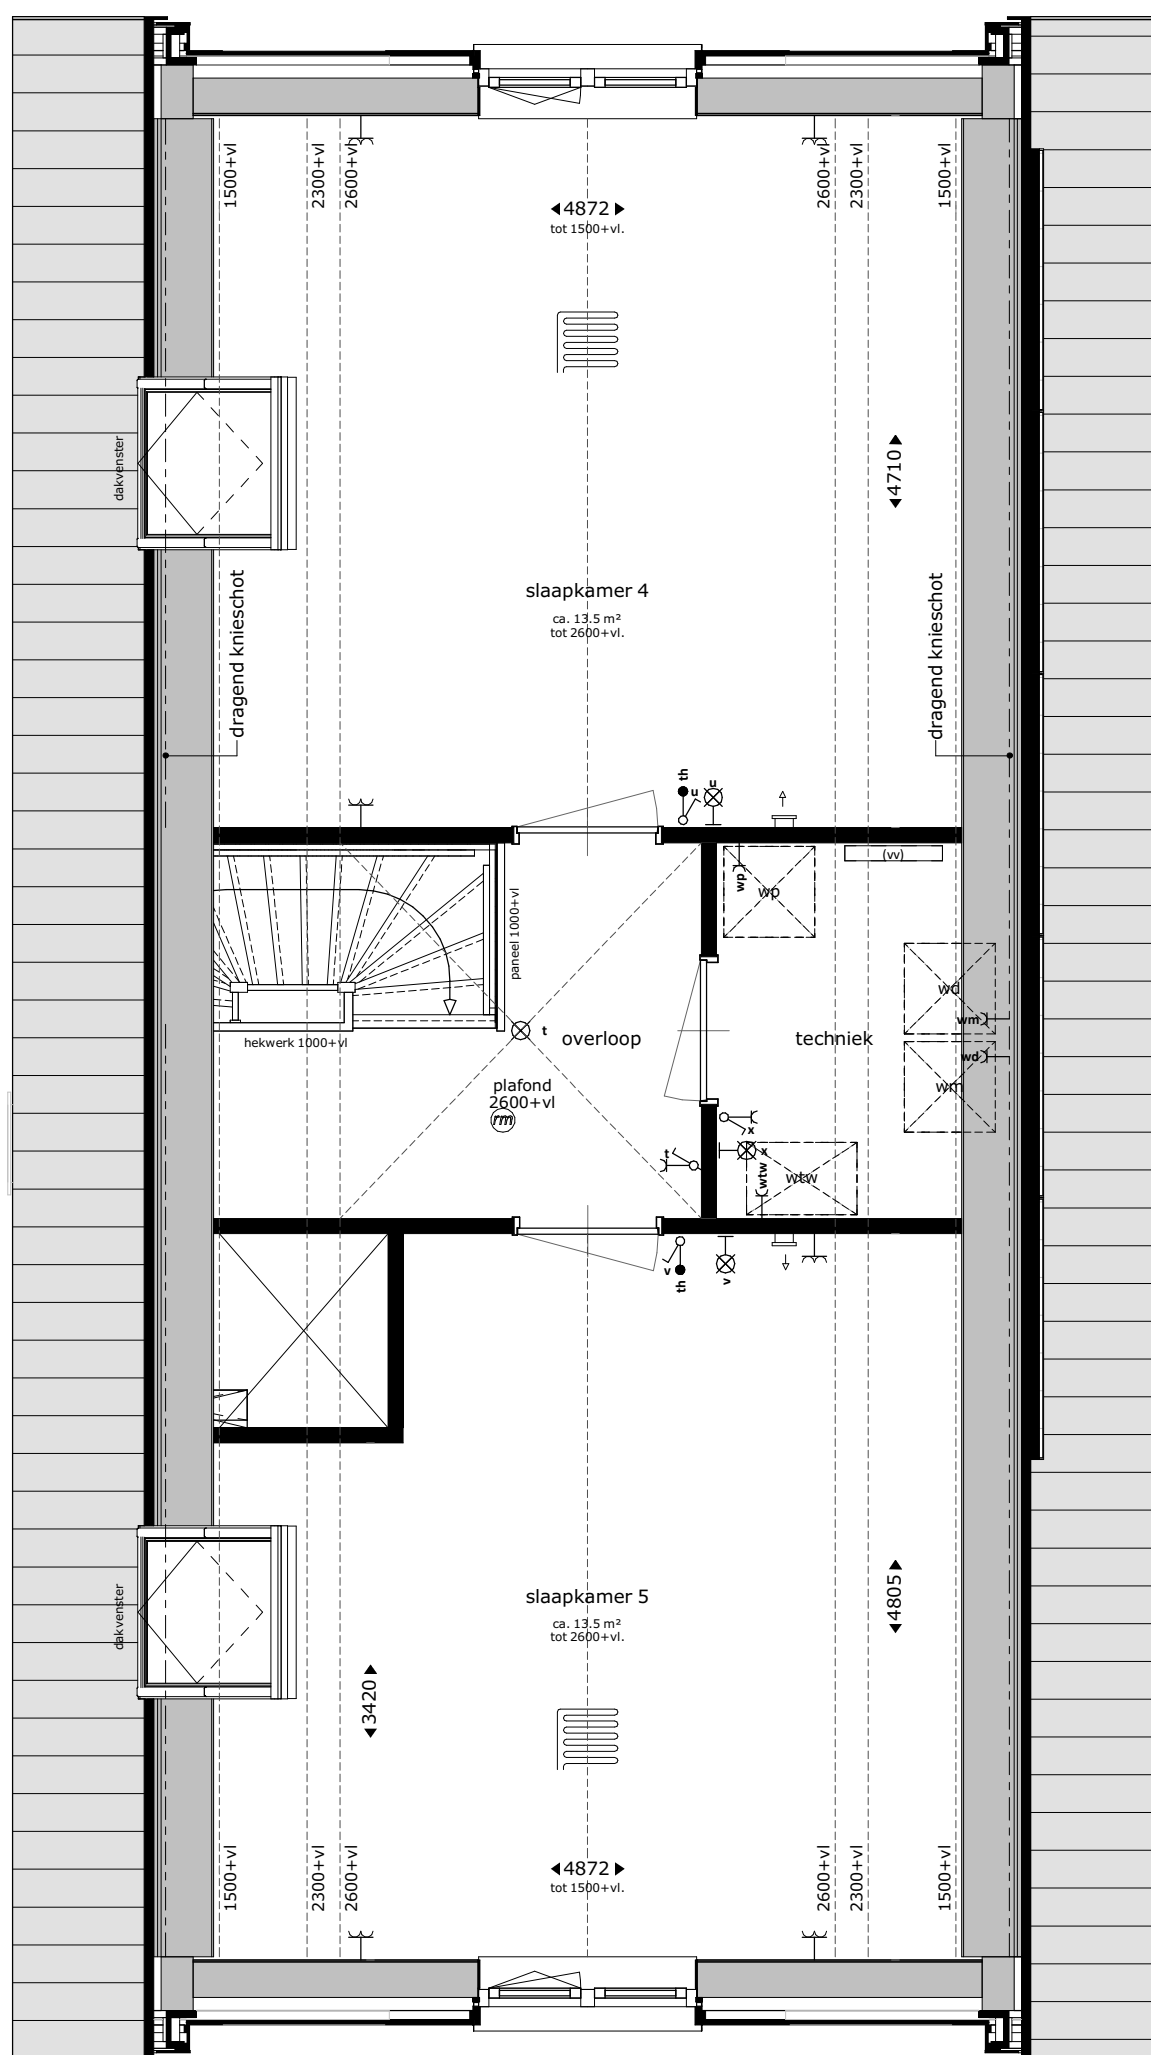 1500+vl
2300+vl
2600+vl
2600+vl
2300+vl
1500+vl
4872
tot 1500+vl.
dakvenster
4710
slaapkamer 4
ca. 13.5 m²
tot 2600+vl.
dragend knieschot
dragend knieschot
th
u
u
wp
wp
(vv)
paneel 1000+vl
wd
wm
hekwerk 1000+vl
t
overloop
techniek
wd
wm
plafond
2600+vl
rm
x
t
x
wtw
wtw
v
th
v
dakvenster
slaapkamer 5
ca. 13.5 m²
tot 2600+vl.
4805
3420
1500+vl
2300+vl
2600+vl
4872
tot 1500+vl.
2600+vl
2300+vl
1500+vl